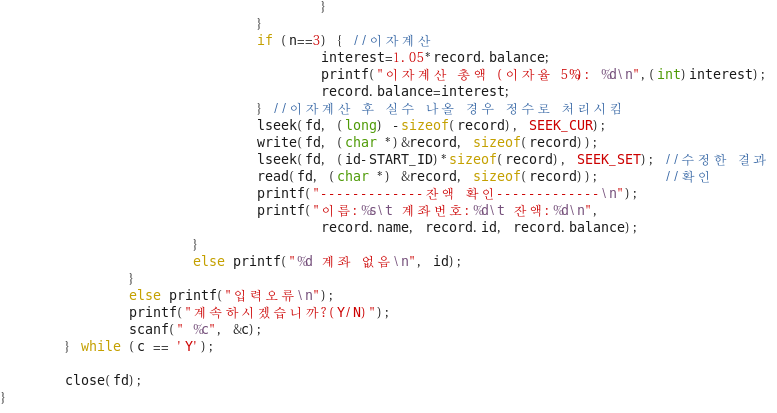 }
}
if (n==3) { //이자계산
interest=1.05*record.balance;
printf("이자계산 총액 (이자율 5%): %d\n",(int)interest);
record.balance=interest;
} //이자계산 후 실수 나올 경우 정수로 처리시킴
lseek(fd, (long) -sizeof(record), SEEK_CUR);
write(fd, (char *)&record, sizeof(record));
lseek(fd, (id-START_ID)*sizeof(record), SEEK_SET); //수정한 결과
read(fd, (char *) &record, sizeof(record)); //확인
printf("-------------잔액 확인-------------\n");
printf("이름:%s\t 계좌번호:%d\t 잔액:%d\n",
record.name, record.id, record.balance);
}
else printf("%d 계좌 없음\n", id);
}
else printf("입력오류\n");
printf("계속하시겠습니까?(Y/N)");
scanf(" %c", &c);
} while (c == 'Y');
close(fd);
}